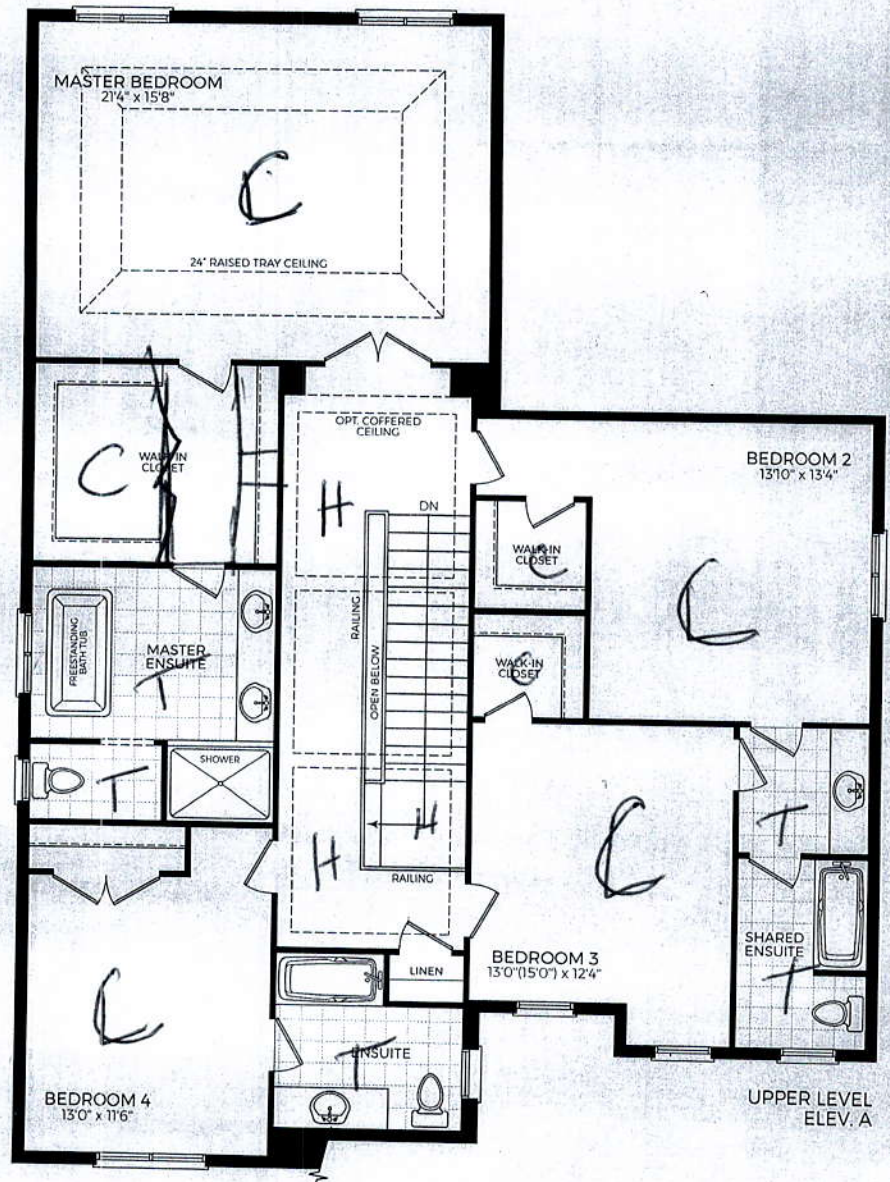 MASTER BEDROOM
21'4" x 15'8"
C
24" RAISED TRAY CEILING
OPT. COFFERED
CEILING
WALK-IN
CLOSET
C
H
DN
BEDROOM 2
13'10" x 13'4"
WALK-IN
CLOSET
C
C
RAILING
OPEN BELOW
FREESTANDING
BATH TUB
MASTER
ENSUITE
T
WALK-IN
CLOSET
C
SHOWER
T
H
H
RAILING
C
T
BEDROOM 3
13'0"(15'0") x 12'4"
LINEN
SHARED
ENSUITE
T
C
ENSUITE
T
BEDROOM 4
13'0" x 11'6"
UPPER LEVEL
ELEV. A